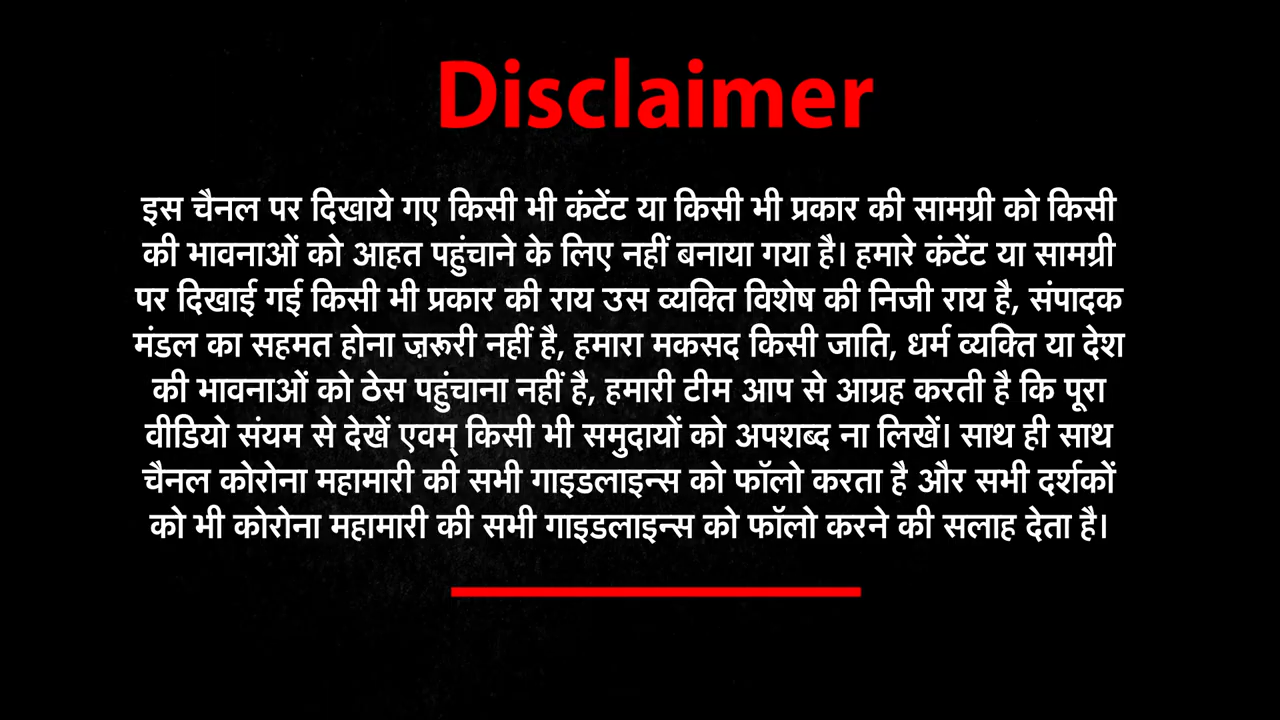 Disclaimer
इस चैनल पर दिखाये गए किसी भी कंटेंट या किसी भी प्रकार की सामग्री को किसी
की भावनाओं को आहत पहुंचाने के लिए नहीं बनाया गया है। हमारे कंटेंट या सामग्री
पर दिखाई गई किसी भी प्रकार की राय उस व्यक्ति विशेष की निजी राय है, संपादक
मंडल का सहमत होना ज़रूरी नहीं है, हमारा मकसद किसी जाति, धर्म व्यक्ति या देश
की भावनाओं को ठेस पहुंचाना नहीं है, हमारी टीम आप से आग्रह करती है कि पूरा
वीडियो संयम से देखें एवम् किसी भी समुदायों को अपशब्द ना लिखें। साथ ही साथ
चैनल कोरोना महामारी की सभी गाइडलाइन्स को फॉलो करता है और सभी दर्शकों
को भी कोरोना महामारी की सभी गाइडलाइन्स को फॉलो करने की सलाह देता है।